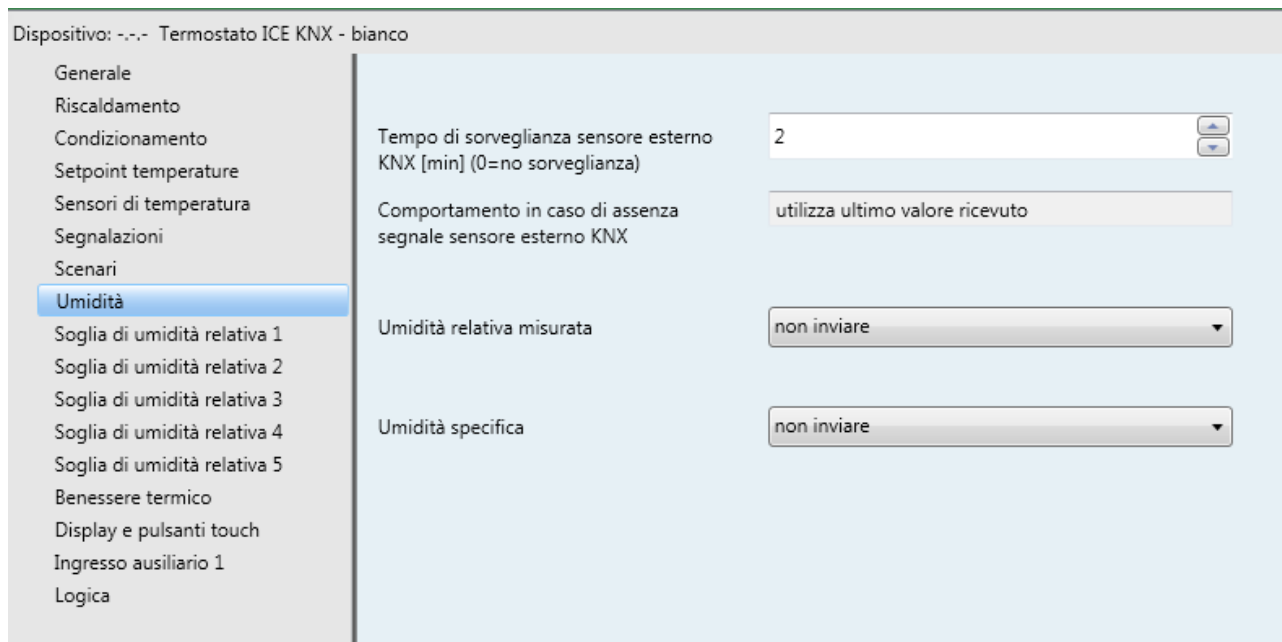 Dispositivo: -.-.- Termostato ICE KNX - bianco
Generale
Riscaldamento
Condizionamento
Setpoint temperature
Sensori di temperatura
Segnalazioni
Scenari
Umidità
Soglia di umidità relativa 1
Soglia di umidità relativa 2
Soglia di umidità relativa 3
Soglia di umidità relativa 4
Soglia di umidità relativa 5
Benessere termico
Display e pulsanti touch
Ingresso ausiliario 1
Logica
Tempo di sorveglianza sensore esterno
KNX [min] (0=no sorveglianza)
2
Comportamento in caso di assenza
segnale sensore esterno KNX
utilizza ultimo valore ricevuto
Umidità relativa misurata
non inviare
Umidità specifica
non inviare